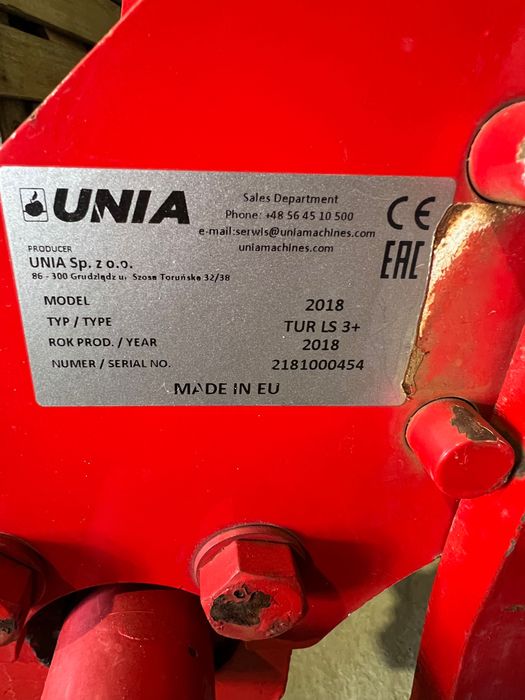 UNIA
Sales Department
Phone: +48 56 45 10 500
e-mail:serwis@uniamachines.com
uniamachines.com
CE
EAC
PRODUCER
UNIA Sp. z o.o.
86 - 300 Grudziądz ul. Szosa Toruńska 32/38
MODEL 2018
TYP / TYPE TUR LS 3+
ROK PROD. / YEAR 2018
NUMER / SERIAL NO. 2181000454
MADE IN EU